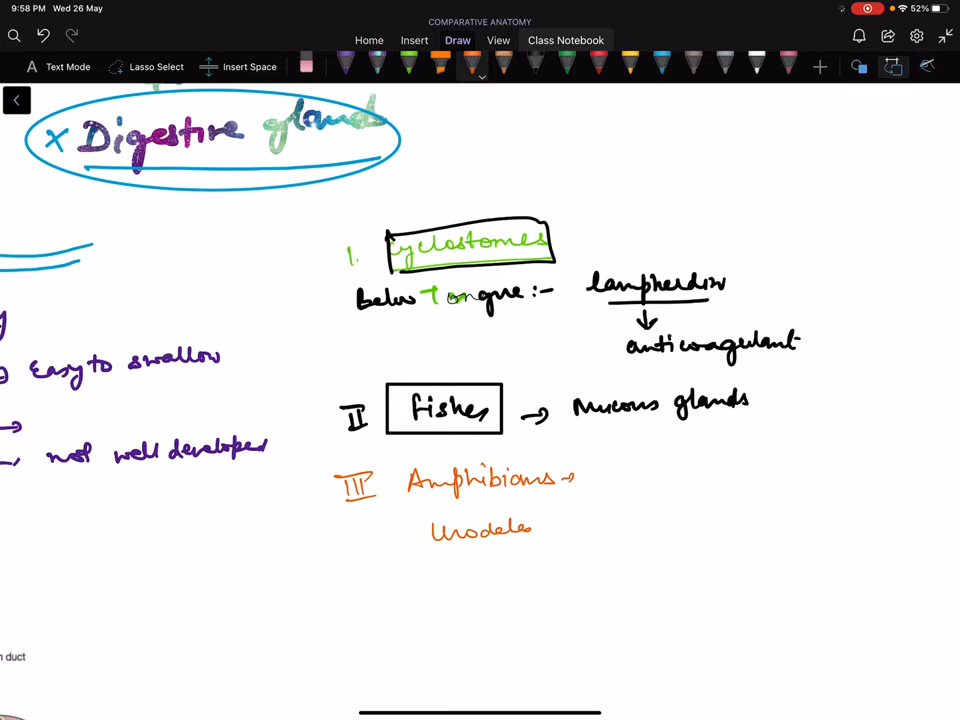 9:58 PM Wed 26 May
52%
COMPARATIVE ANATOMY
Home Insert Draw View Class Notebook
Text Mode Lasso Select Insert Space
x Digestive glands
1. Cyclostomes
Below Tongue :- lampherdin
anticoagulant
Easy to swallow
II Fishes → Mucous glands
not well developed
III Amphibians →
Urodeles
n duct